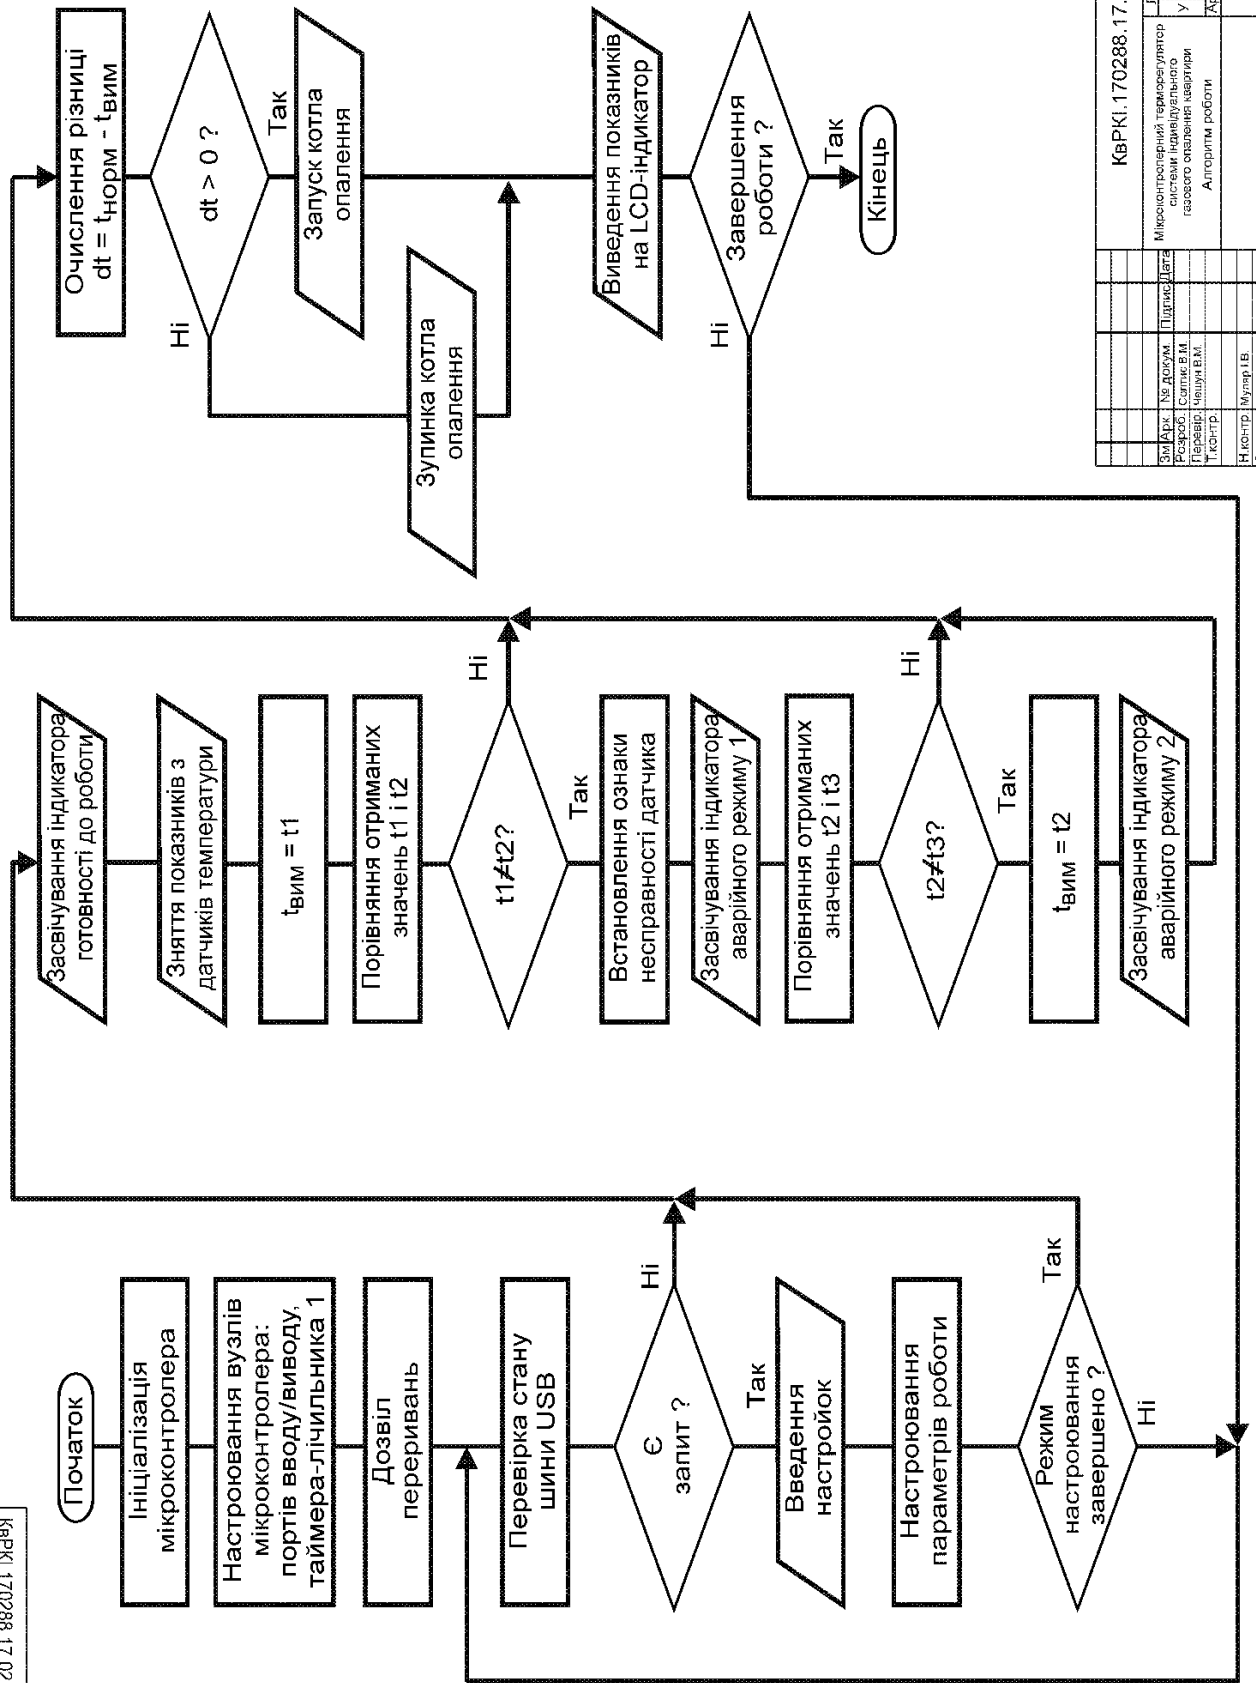 Початок
Ініціалізація
мікроконтролера
Настроювання вузлів
мікроконтролера:
портів вводу/виводу,
таймера-лічильника 1
Дозвіл
переривань
Перевірка стану
шини USB
Є
запит ?
Ні
Так
Введення
настройок
Настроювання
параметрів роботи
Режим
настроювання
завершено ?
Так
Ні
Засвічування індикатора
готовності до роботи
Зняття показників з
датчиків температури
tвим = t1
Порівняння отриманих
значень t1 і t2
t1≠t2?
Ні
Так
Встановлення ознаки
несправності датчика
Засвічування індикатора
аварійного режиму 1
Порівняння отриманих
значень t2 і t3
t2≠t3?
Ні
Так
tвим = t2
Засвічування індикатора
аварійного режиму 2
Очислення різниці
dt = tнорм - tвим
dt > 0 ?
Ні
Так
Запуск котла
опалення
Зупинка котла
опалення
Виведення показників
на LCD-індикатор
Завершення
роботи ?
Ні
Так
Кінець
КвРКІ.170288.17.
Зм Арк. № докум. Підпис Дата
Розроб. Солтис В.М.
Перевір. Чешун В.М.
Т.контр.
Н.контр. Муляр І.В.
Мікроконтролерний терморегулятор
системи індивідуального
газового опалення квартири
Алгоритм роботи
У
КвРКІ.170288.17.02